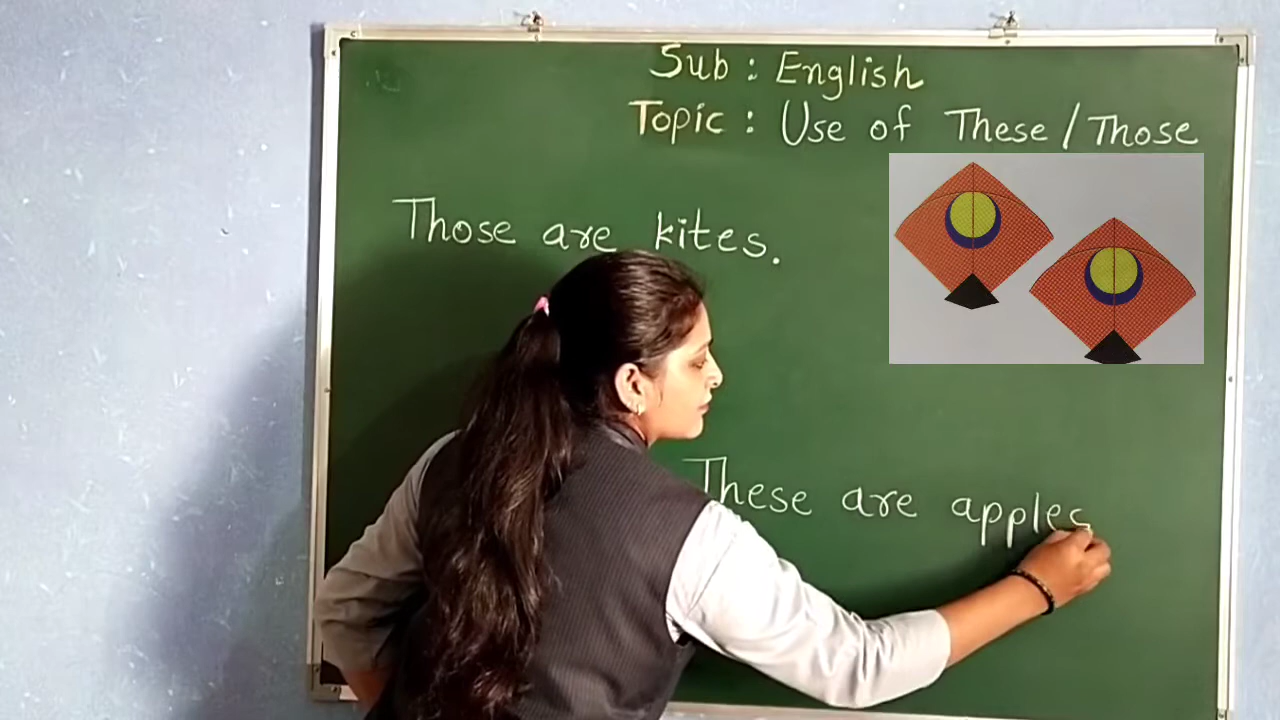 Sub : English
Topic : Use of These / Those
Those are kites.
These are apples